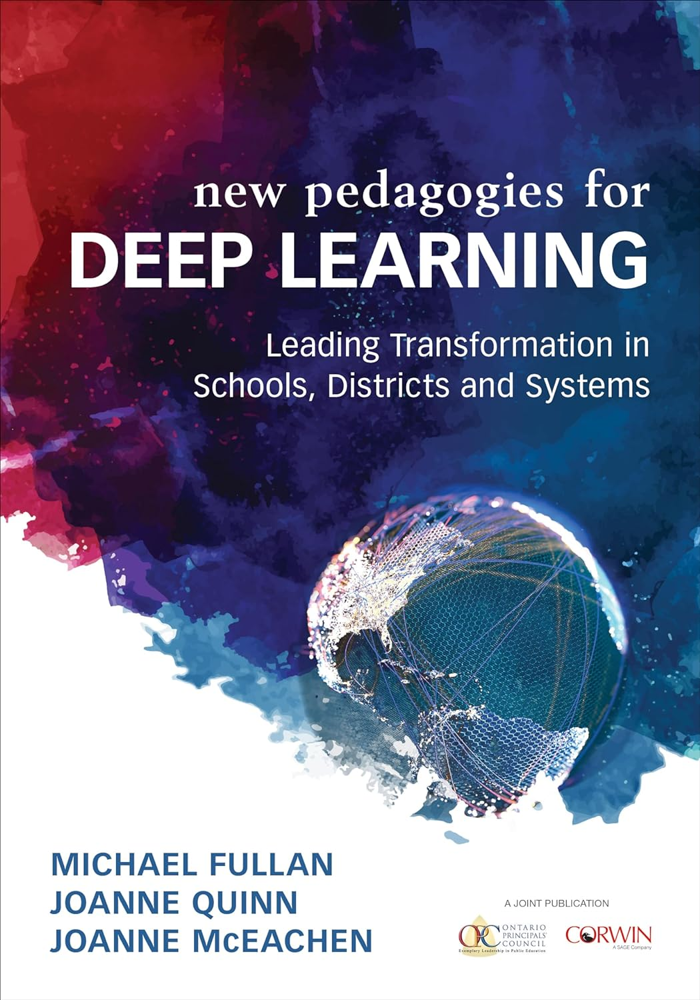 new pedagogies for
DEEP LEARNING
Leading Transformation in
Schools, Districts and Systems
MICHAEL FULLAN
JOANNE QUINN
JOANNE McEACHEN
A JOINT PUBLICATION
OPC ONTARIO
PRINCIPALS'
COUNCIL
Exemplary Leadership in Public Education
CORWIN
A SAGE Company